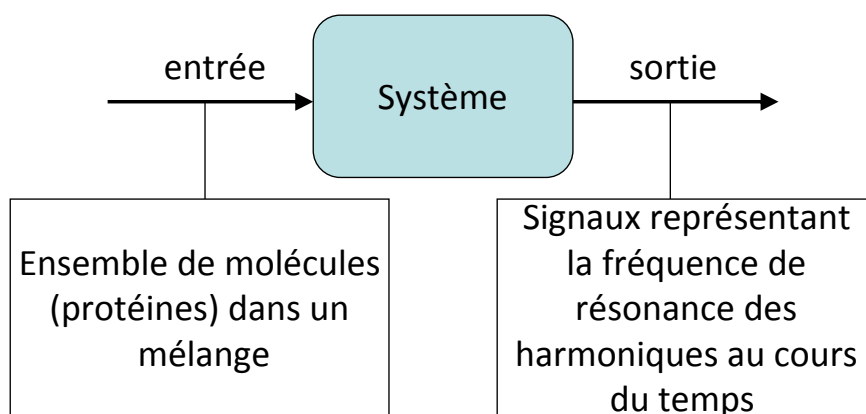 entrée
Système
sortie
Ensemble de molécules
(protéines) dans un
mélange
Signaux représentant
la fréquence de
résonance des
harmoniques au cours
du temps